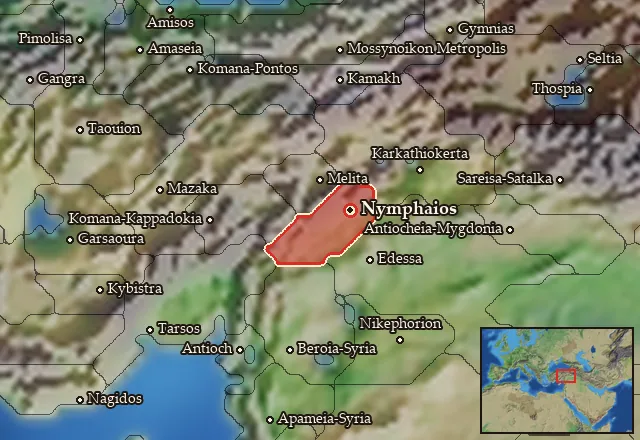 Amisos
Gymnias
Pimolisa
Amaseia
Mossynoikon Metropolis
Seltia
Komana-Pontos
Gangra
Kamakh
Thospia
Taouion
Karkathiokerta
Melita
Sareisa-Satalka
Mazaka
Nymphaios
Komana-Kappadokia
Antiocheia-Mygdonia
Garsaoura
Edessa
Kybistra
Nikephorion
Tarsos
Antioch
Beroia-Syria
Nagidos
Apameia-Syria